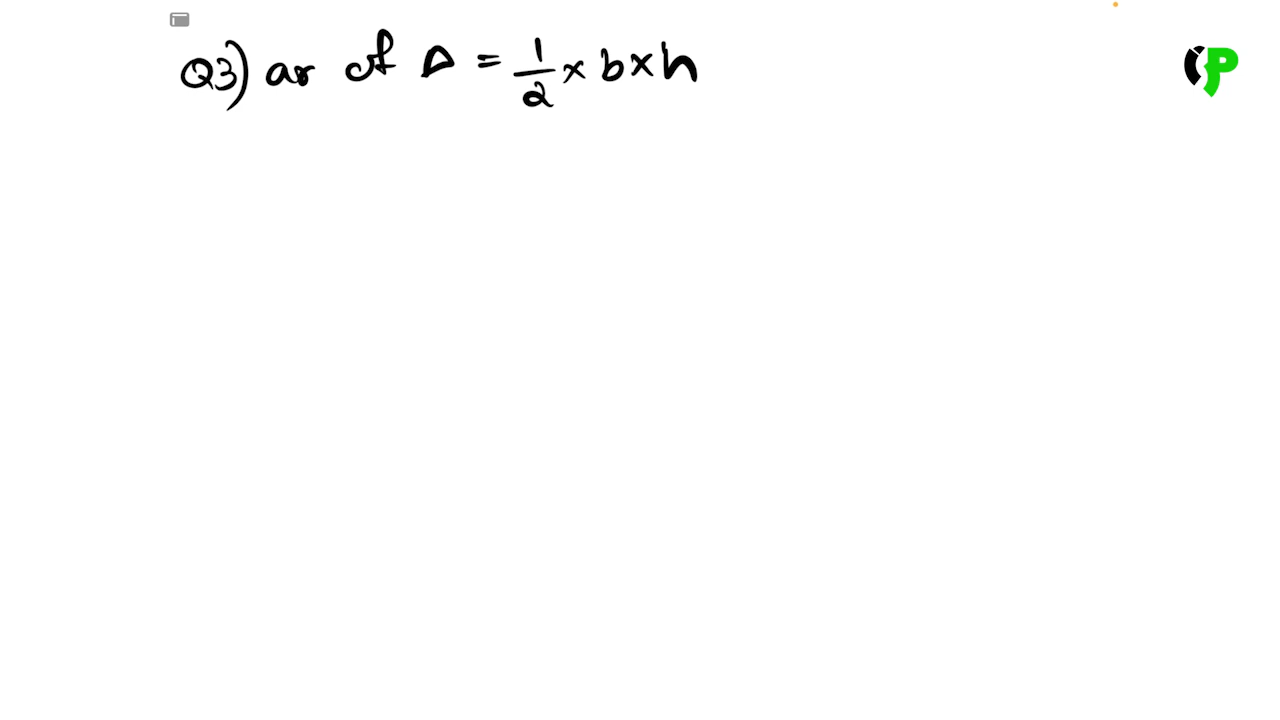 Q3) ar of Δ = 1/2 × b × h
P